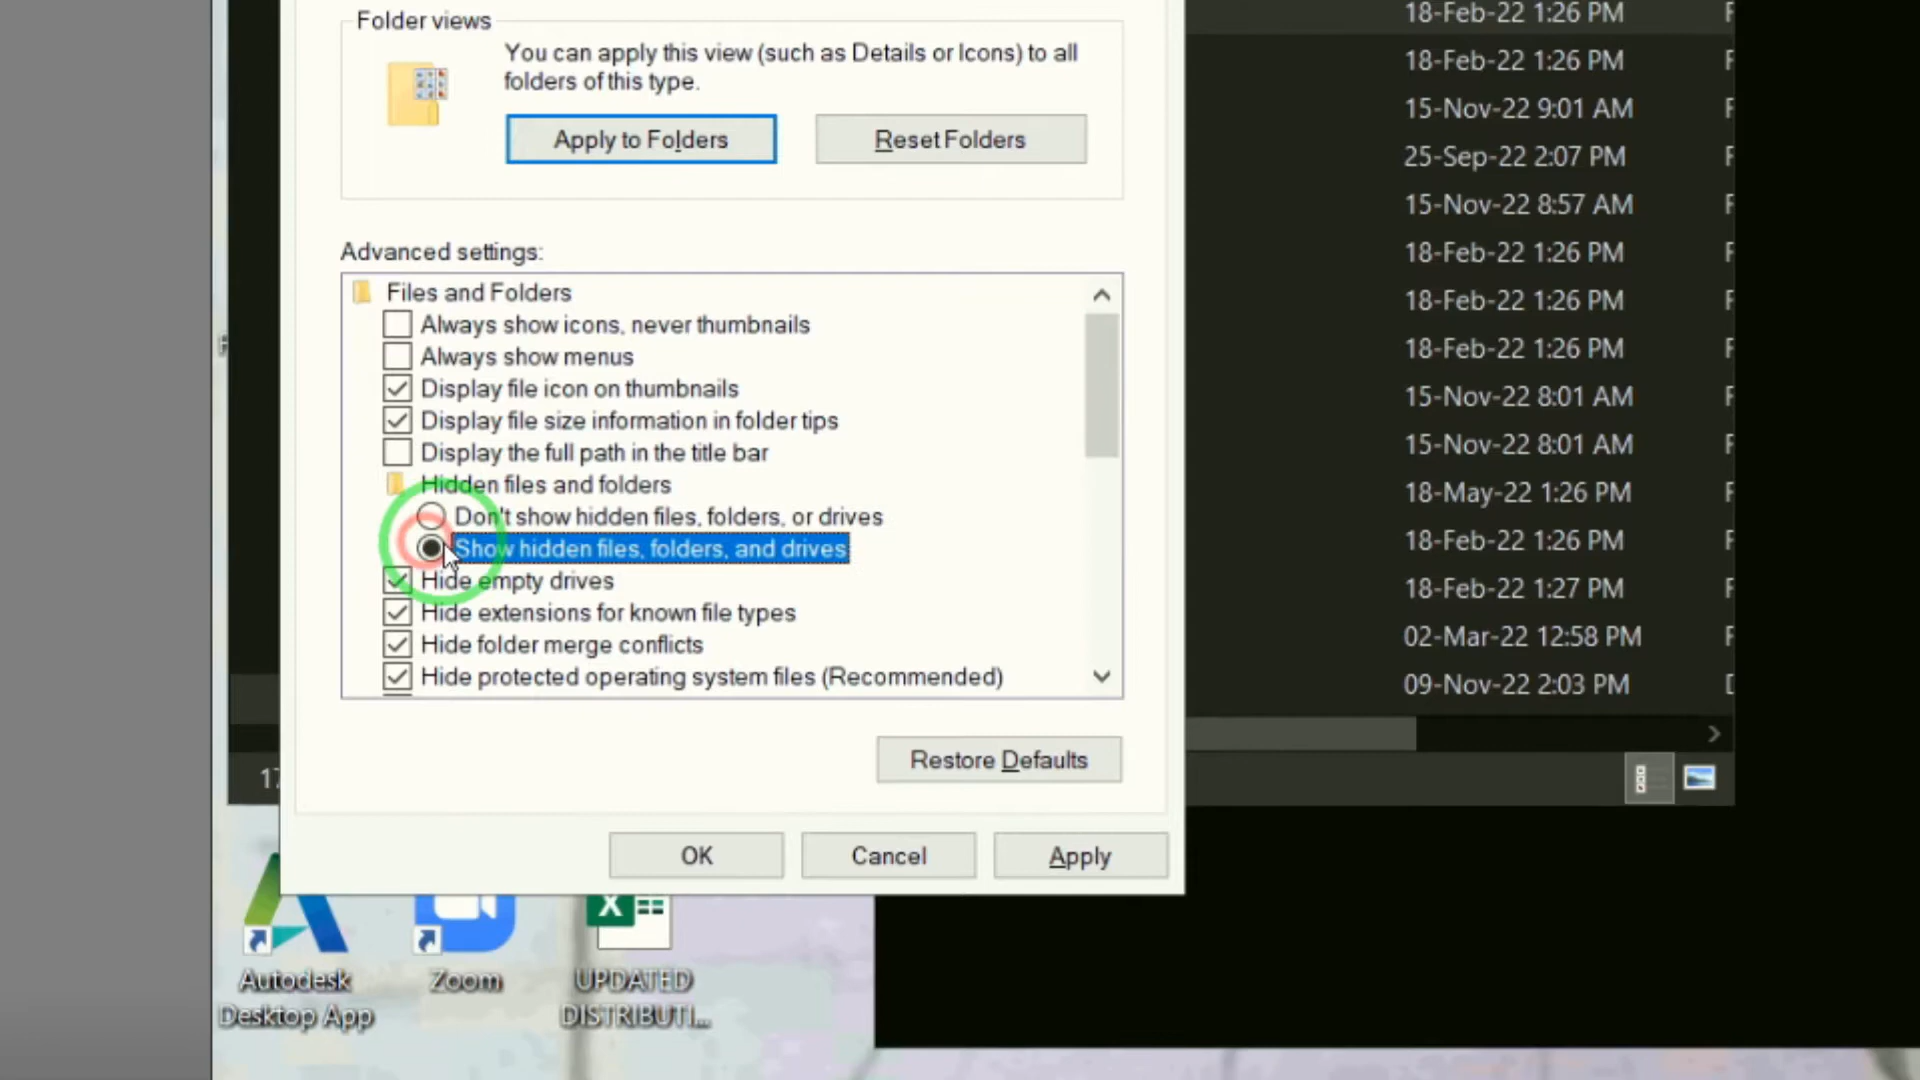 Folder views
You can apply this view (such as Details or Icons) to all
folders of this type.
Apply to Folders
Reset Folders
Advanced settings:
Files and Folders
Always show icons, never thumbnails
Always show menus
Display file icon on thumbnails
Display file size information in folder tips
Display the full path in the title bar
Hidden files and folders
Don't show hidden files, folders, or drives
Show hidden files, folders, and drives
Hide empty drives
Hide extensions for known file types
Hide folder merge conflicts
Hide protected operating system files (Recommended)
Restore Defaults
OK
Cancel
Apply
18-Feb-22 1:26 PM
18-Feb-22 1:26 PM
15-Nov-22 9:01 AM
25-Sep-22 2:07 PM
15-Nov-22 8:57 AM
18-Feb-22 1:26 PM
18-Feb-22 1:26 PM
18-Feb-22 1:26 PM
15-Nov-22 8:01 AM
15-Nov-22 8:01 AM
18-May-22 1:26 PM
18-Feb-22 1:26 PM
18-Feb-22 1:27 PM
02-Mar-22 12:58 PM
09-Nov-22 2:03 PM
17
Autodesk
Desktop App
Zoom
UPDATED
DISTRIBUTI...